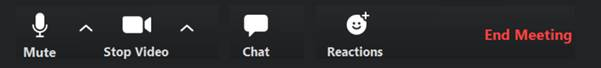 Mute
Stop Video
Chat
Reactions
End Meeting